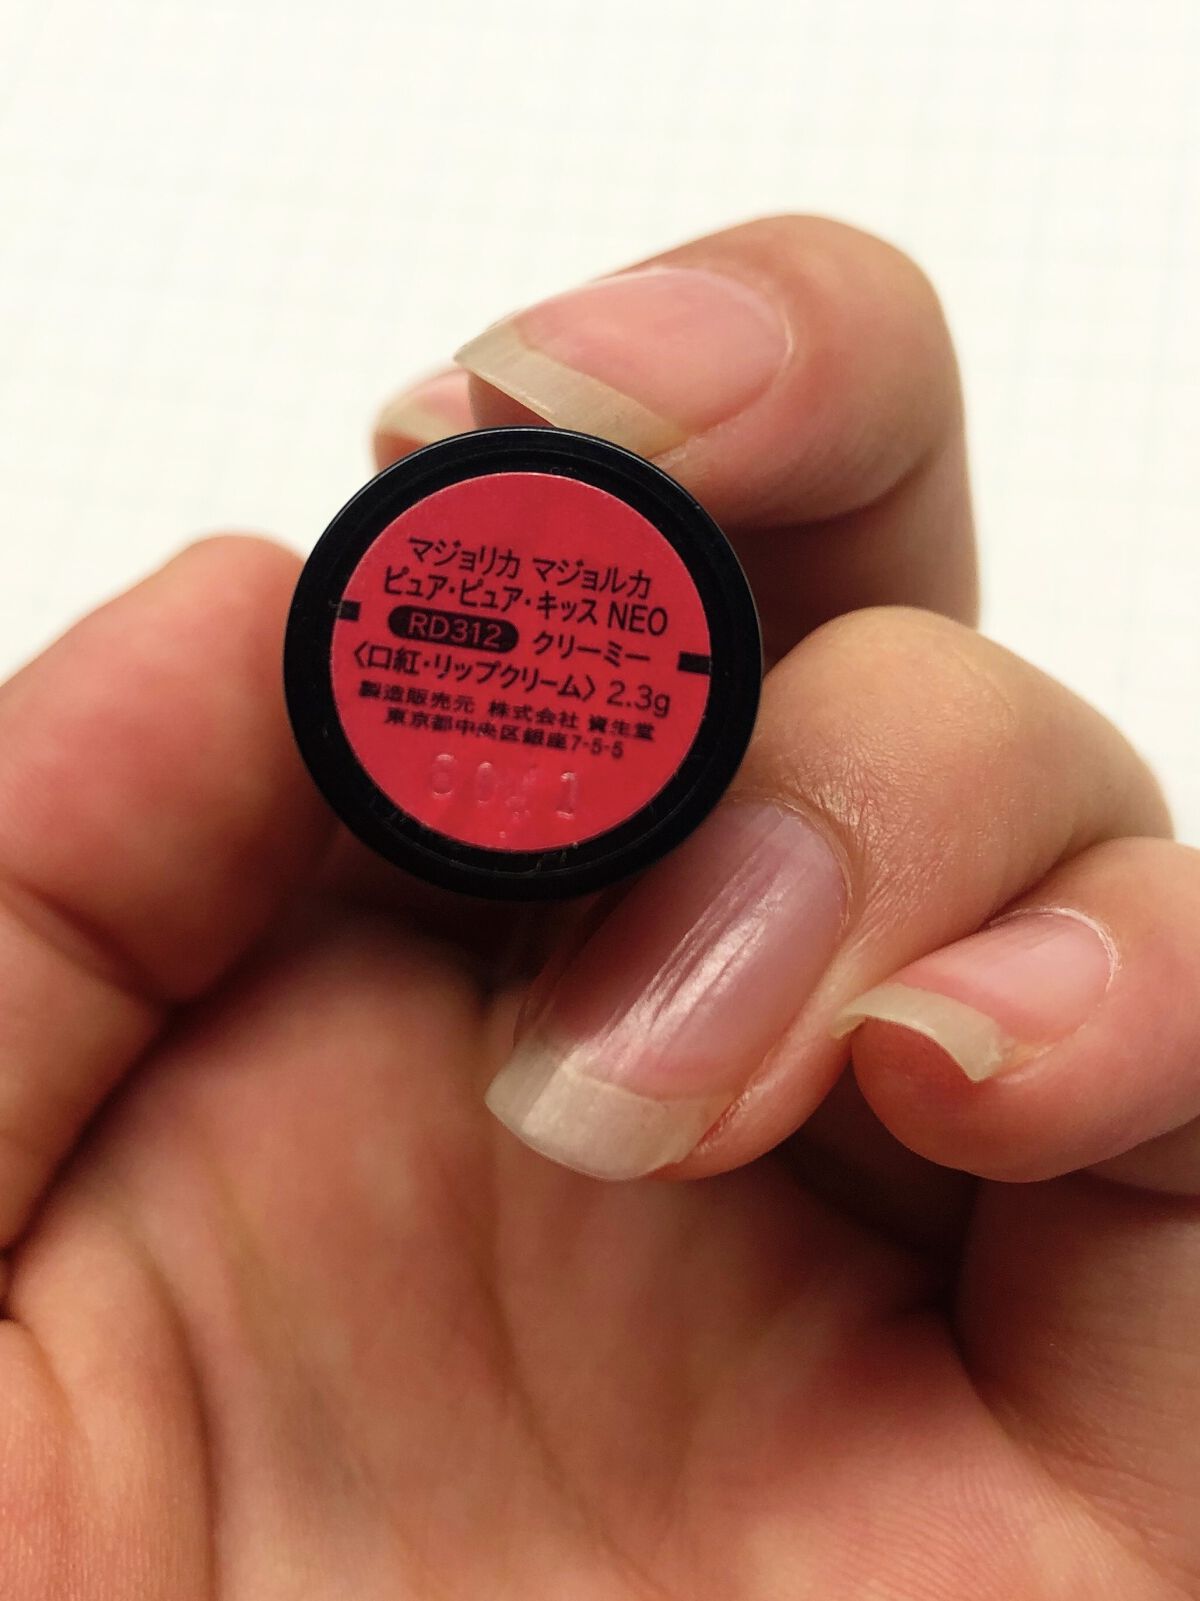 マジョリカ マジョルカ
ピュア・ピュア・キッス NEO
RD312 クリーミー
〈口紅・リップクリーム〉 2.3g
製造販売元 株式会社 資生堂
東京都中央区銀座7-5-5